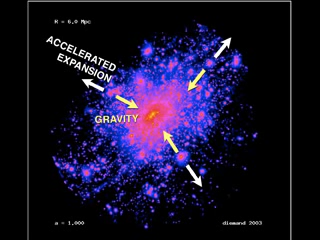 R = 6.0 Mpc
ACCELERATED
EXPANSION
GRAVITY
a = 1.000
diemand 2003